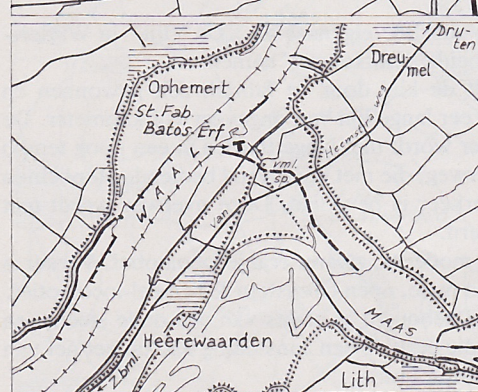 Dru-
ten
Dreu-
mel
Ophemert
St. Fab.
Bato's Erf
T
Van Heemstra weg
WAAL
vml.
sp.
MAAS
Heerewaarden
Zbml.
Lith